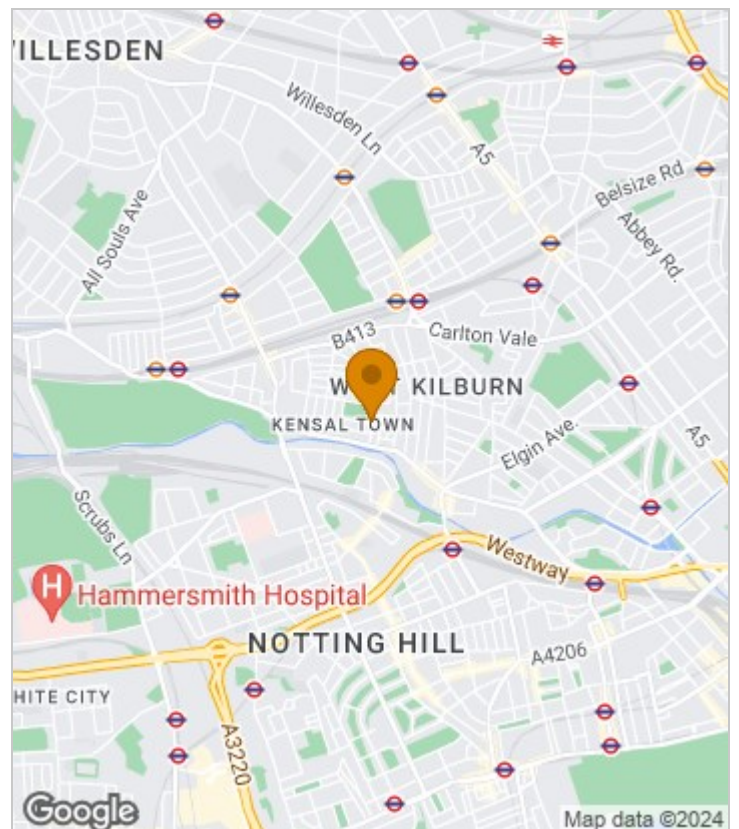 WILLESDEN
Willesden Ln
A5
Belsize Rd
All Souls Ave
Abbey Rd.
B413
Carlton Vale
KILBURN
KENSAL TOWN
Elgin Ave.
A5
Scrubs Ln
Westway
H Hammersmith Hospital
NOTTING HILL
A4206
HITE CITY
A3220
Google
Map data ©2024